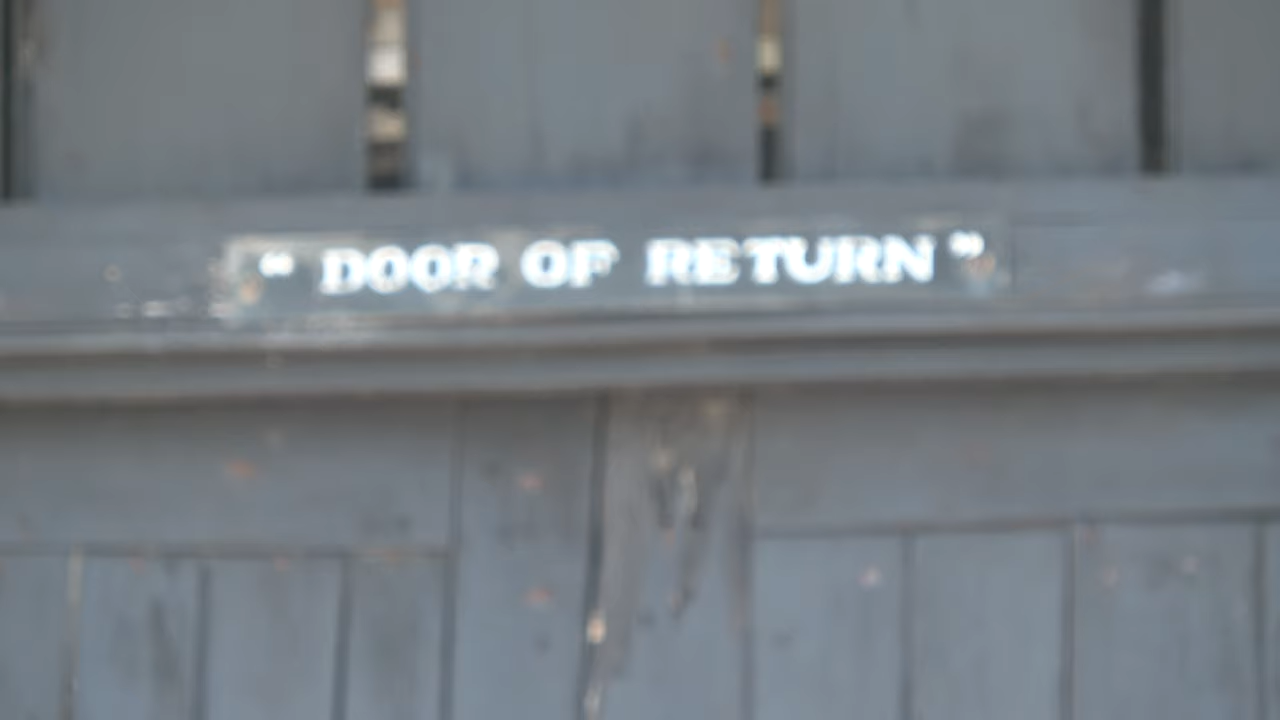 “ DOOR OF RETURN ”